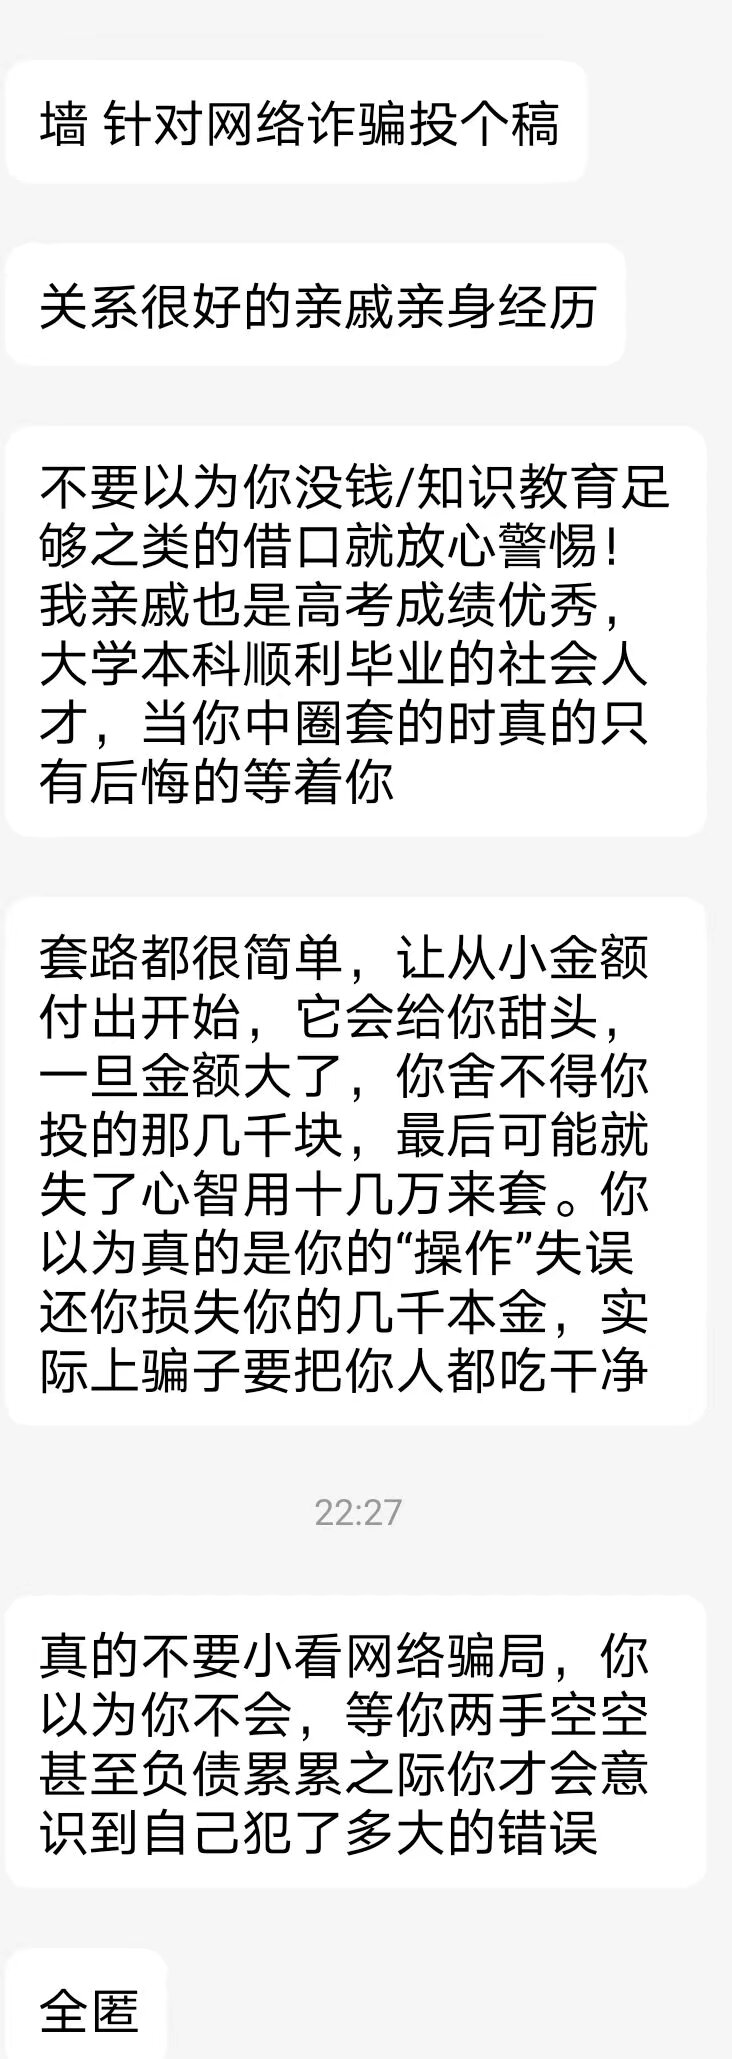 墙 针对网络诈骗投个稿
关系很好的亲戚亲身经历
不要以为你没钱/知识教育足
够之类的借口就放心警惕！
我亲戚也是高考成绩优秀，
大学本科顺利毕业的社会人
才，当你中圈套的时真的只
有后悔的等着你
套路都很简单，让从小金额
付出开始，它会给你甜头，
一旦金额大了，你舍不得你
投的那几千块，最后可能就
失了心智用十几万来套。你
以为真的是你的“操作”失误
还你损失你的几千本金，实
际上骗子要把你人都吃干净
22:27
真的不要小看网络骗局，你
以为你不会，等你两手空空
甚至负债累累之际你才会意
识到自己犯了多大的错误
全匿